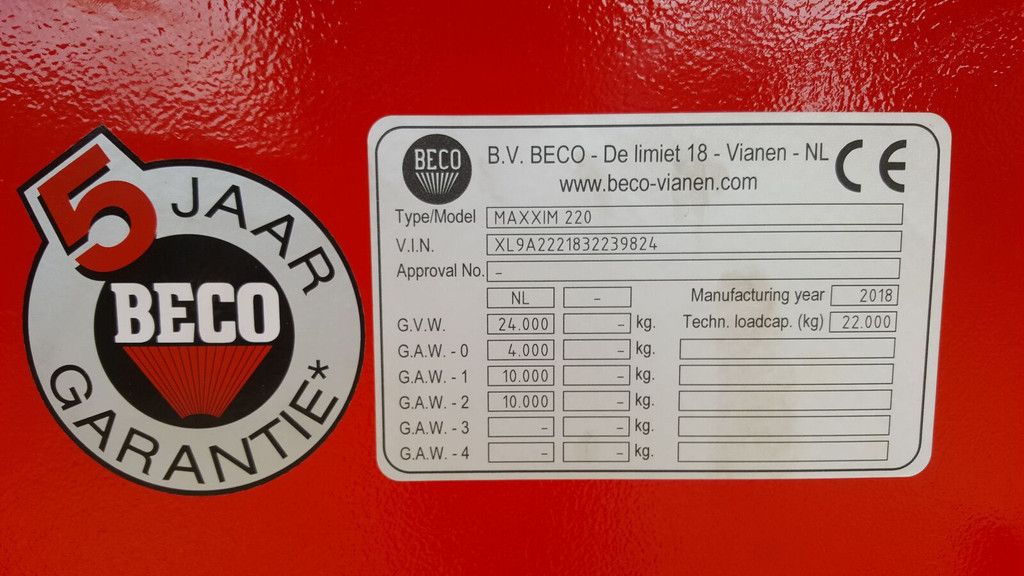 5 JAAR
BECO
GARANTIE*
BECO
B.V. BECO - De limiet 18 - Vianen - NL CE
www.beco-vianen.com
Type/Model MAXXIM 220
V.I.N. XL9A2221832239824
Approval No. -
NL - Manufacturing year 2018
G.V.W. 24.000 - kg. Techn. loadcap. (kg) 22.000
G.A.W. - 0 4.000 - kg.
G.A.W. - 1 10.000 - kg.
G.A.W. - 2 10.000 - kg.
G.A.W. - 3 - - kg.
G.A.W. - 4 - - kg.